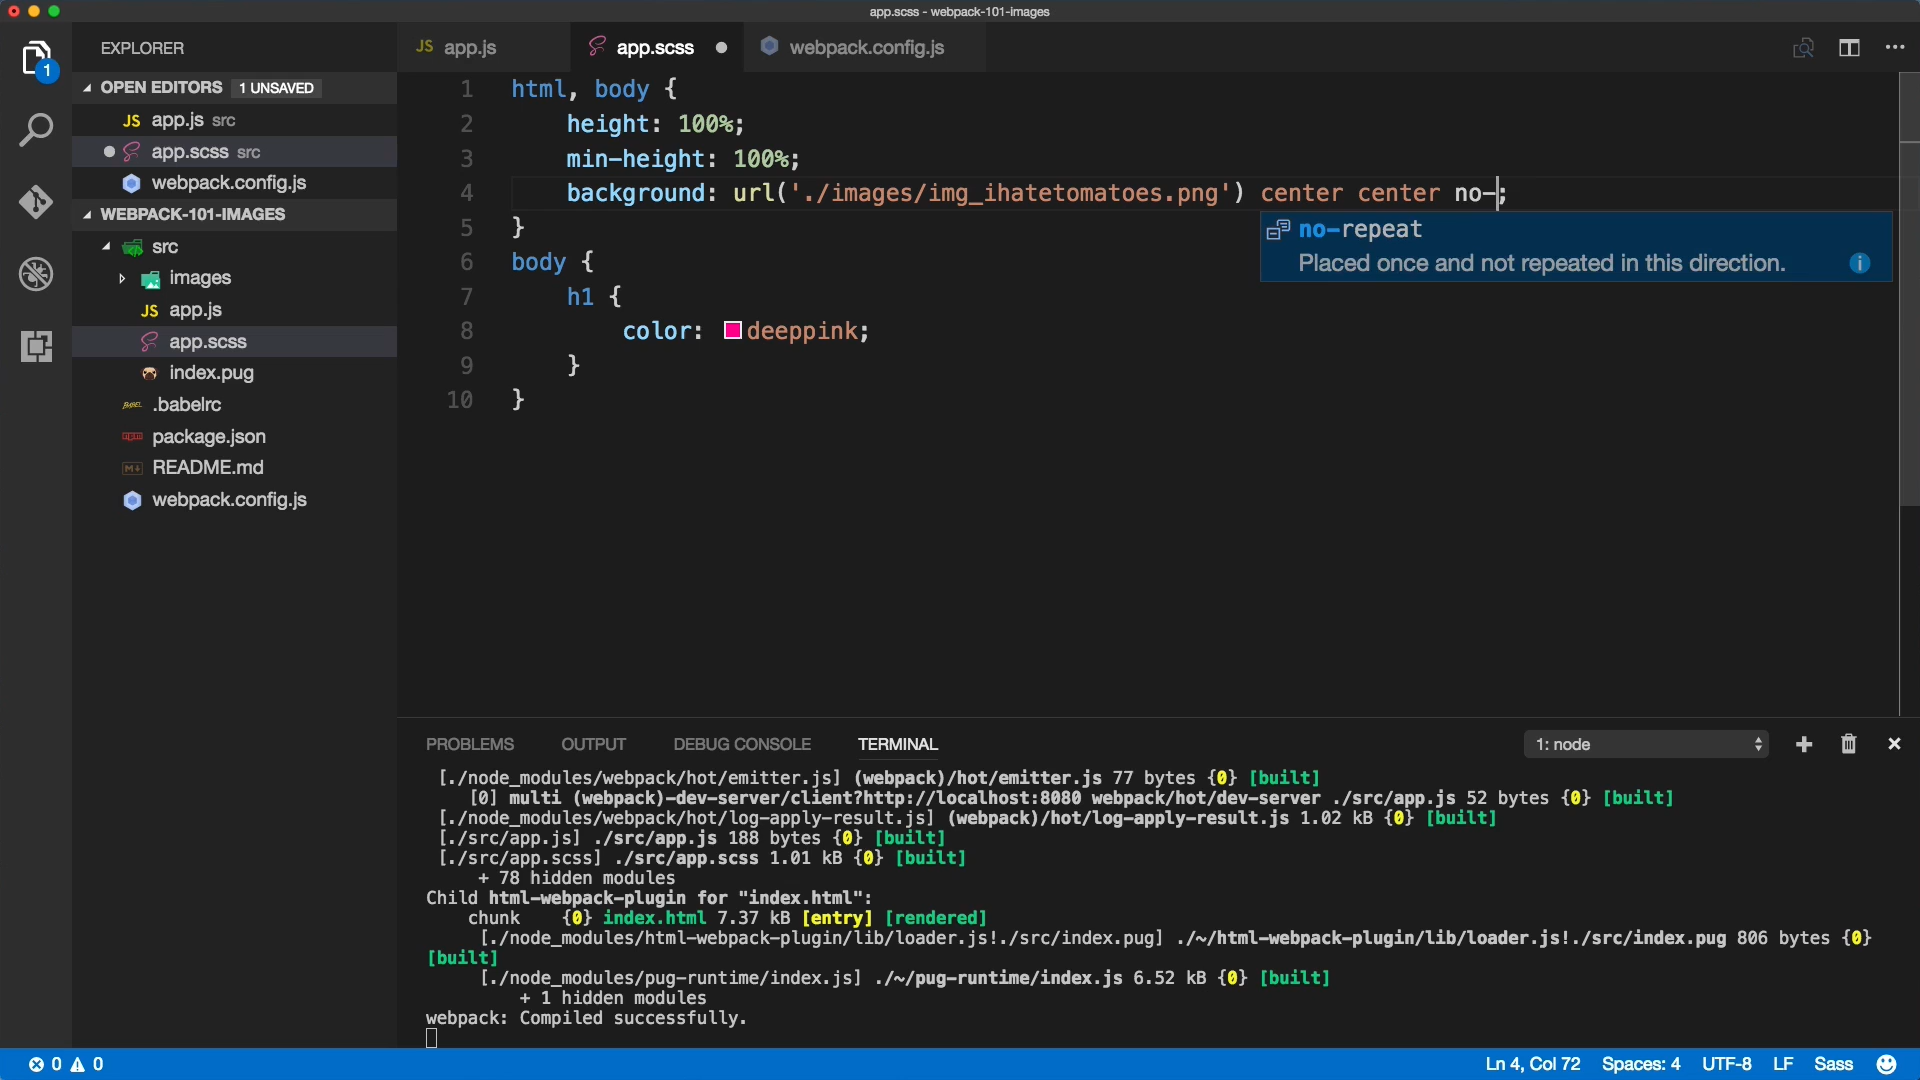 app.scss - webpack-101-images
EXPLORER
1
OPEN EDITORS 1 UNSAVED
JS app.js src
app.scss src
webpack.config.js
WEBPACK-101-IMAGES
src
images
JS app.js
app.scss
index.pug
BABEL .babelrc
npm package.json
M README.md
webpack.config.js
JS app.js
app.scss
webpack.config.js
1 html, body {
2 height: 100%;
3 min-height: 100%;
4 background: url('./images/img_ihatetomatoes.png') center center no-;
no-repeat
Placed once and not repeated in this direction.
5 }
6 body {
7 h1 {
8 color: deeppink;
9 }
10 }
PROBLEMS OUTPUT DEBUG CONSOLE TERMINAL 1: node
[./node_modules/webpack/hot/emitter.js] (webpack)/hot/emitter.js 77 bytes {0} [built]
[0] multi (webpack)-dev-server/client?http://localhost:8080 webpack/hot/dev-server ./src/app.js 52 bytes {0} [built]
[./node_modules/webpack/hot/log-apply-result.js] (webpack)/hot/log-apply-result.js 1.02 kB {0} [built]
[./src/app.js] ./src/app.js 188 bytes {0} [built]
[./src/app.scss] ./src/app.scss 1.01 kB {0} [built]
+ 78 hidden modules
Child html-webpack-plugin for "index.html":
chunk {0} index.html 7.37 kB [entry] [rendered]
[./node_modules/html-webpack-plugin/lib/loader.js!./src/index.pug] ./~/html-webpack-plugin/lib/loader.js!./src/index.pug 806 bytes {0}
[built]
[./node_modules/pug-runtime/index.js] ./~/pug-runtime/index.js 6.52 kB {0} [built]
+ 1 hidden modules
webpack: Compiled successfully.
0 0
Ln 4, Col 72 Spaces: 4 UTF-8 LF Sass